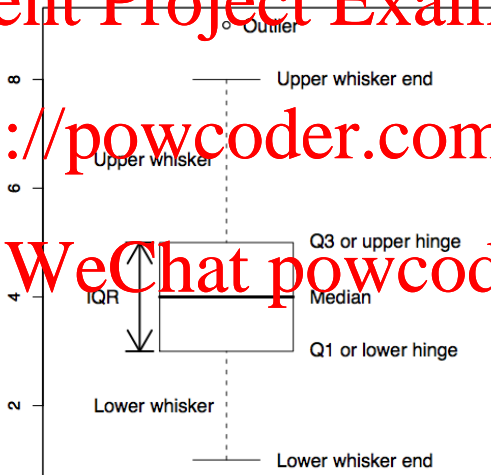 ent Project Exam
Outlier
8
Upper whisker end
://powcoder.com
Upper whisker
6
Q3 or upper hinge
WeChat powcod
IQR
4
Median
Q1 or lower hinge
2
Lower whisker
Lower whisker end